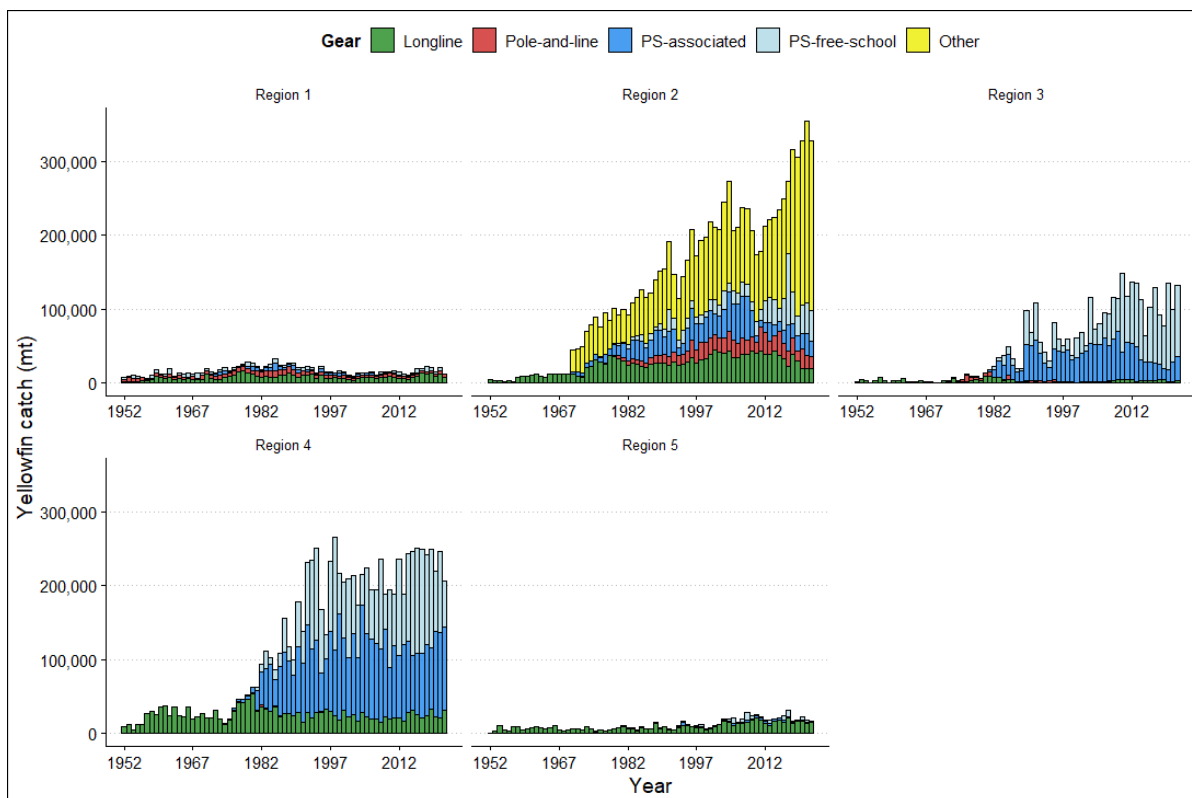 Gear Longline Pole-and-line PS-associated PS-free-school Other
Region 1 Region 2 Region 3
300,000
200,000
100,000
0
1952 1967 1982 1997 2012 1952 1967 1982 1997 2012 1952 1967 1982 1997 2012
Yellowfin catch (mt)
Region 4 Region 5
300,000
200,000
100,000
0
1952 1967 1982 1997 2012 1952 1967 1982 1997 2012
Year